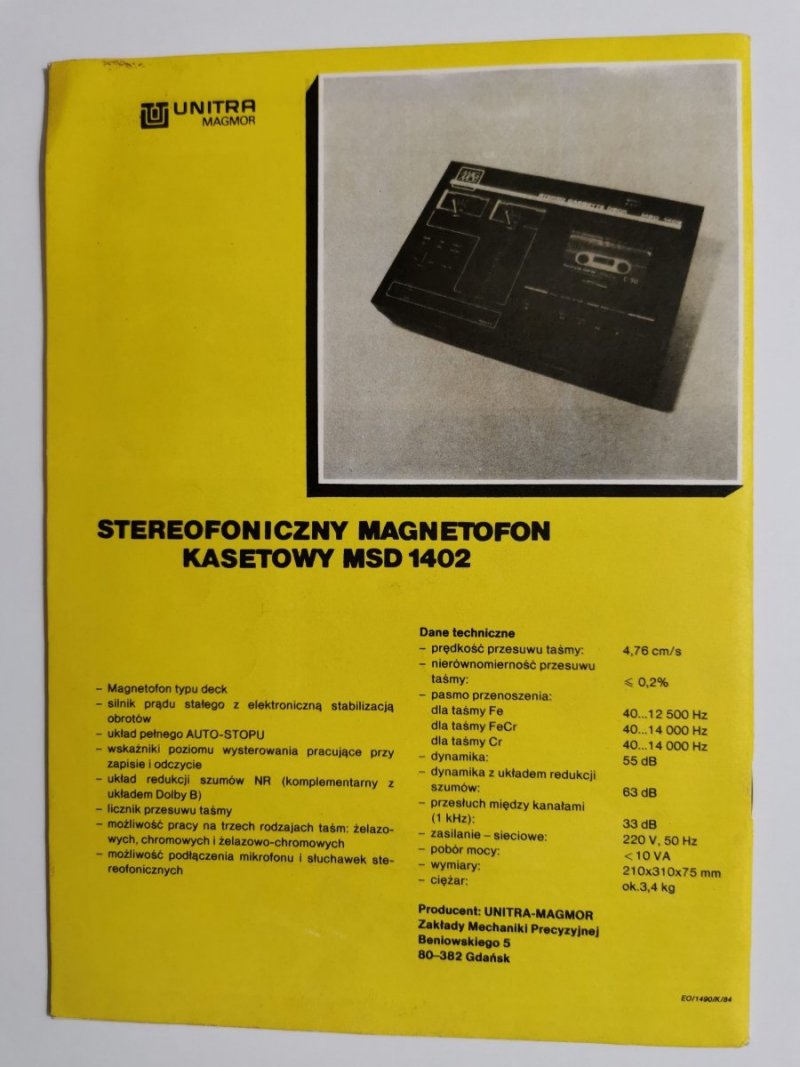 UNITRA
MAGMOR
STEREO CASSETTE DECK MSD 1402
C-90
STEREOFONICZNY MAGNETOFON
KASETOWY MSD 1402
– Magnetofon typu deck
– silnik prądu stałego z elektroniczną stabilizacją
obrotów
– układ pełnego AUTO-STOPU
– wskaźniki poziomu wysterowania pracujące przy
zapisie i odczycie
– układ redukcji szumów NR (komplementarny z
układem Dolby B)
– licznik przesuwu taśmy
– możliwość pracy na trzech rodzajach taśm: żelazo-
wych, chromowych i żelazowo-chromowych
– możliwość podłączenia mikrofonu i słuchawek ste-
reofonicznych
Dane techniczne
– prędkość przesuwu taśmy: 4,76 cm/s
– nierównomierność przesuwu
taśmy: ⩽ 0,2%
– pasmo przenoszenia:
dla taśmy Fe 40...12 500 Hz
dla taśmy FeCr 40...14 000 Hz
dla taśmy Cr 40...14 000 Hz
– dynamika: 55 dB
– dynamika z układem redukcji
szumów: 63 dB
– przesłuch między kanałami
(1 kHz): 33 dB
– zasilanie – sieciowe: 220 V, 50 Hz
– pobór mocy: < 10 VA
– wymiary: 210x310x75 mm
– ciężar: ok.3,4 kg
Producent: UNITRA-MAGMOR
Zakłady Mechaniki Precyzyjnej
Beniowskiego 5
80–382 Gdańsk
EO/1490/K/84